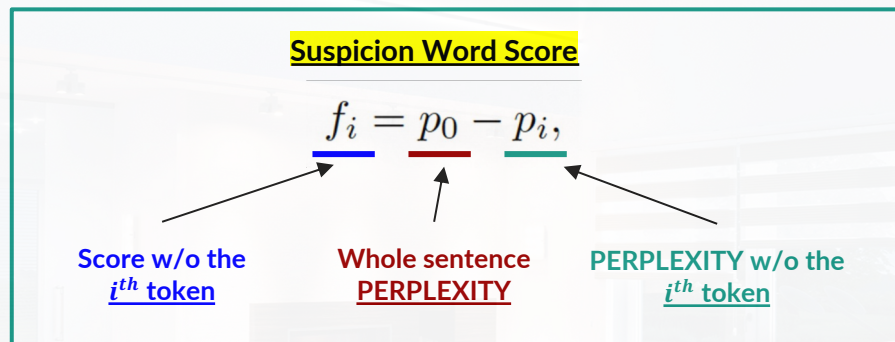 Suspicion Word Score
f_i = p_0 − p_i,
Score w/o the Whole sentence PERPLEXITY w/o the
i^th token PERPLEXITY i^th token